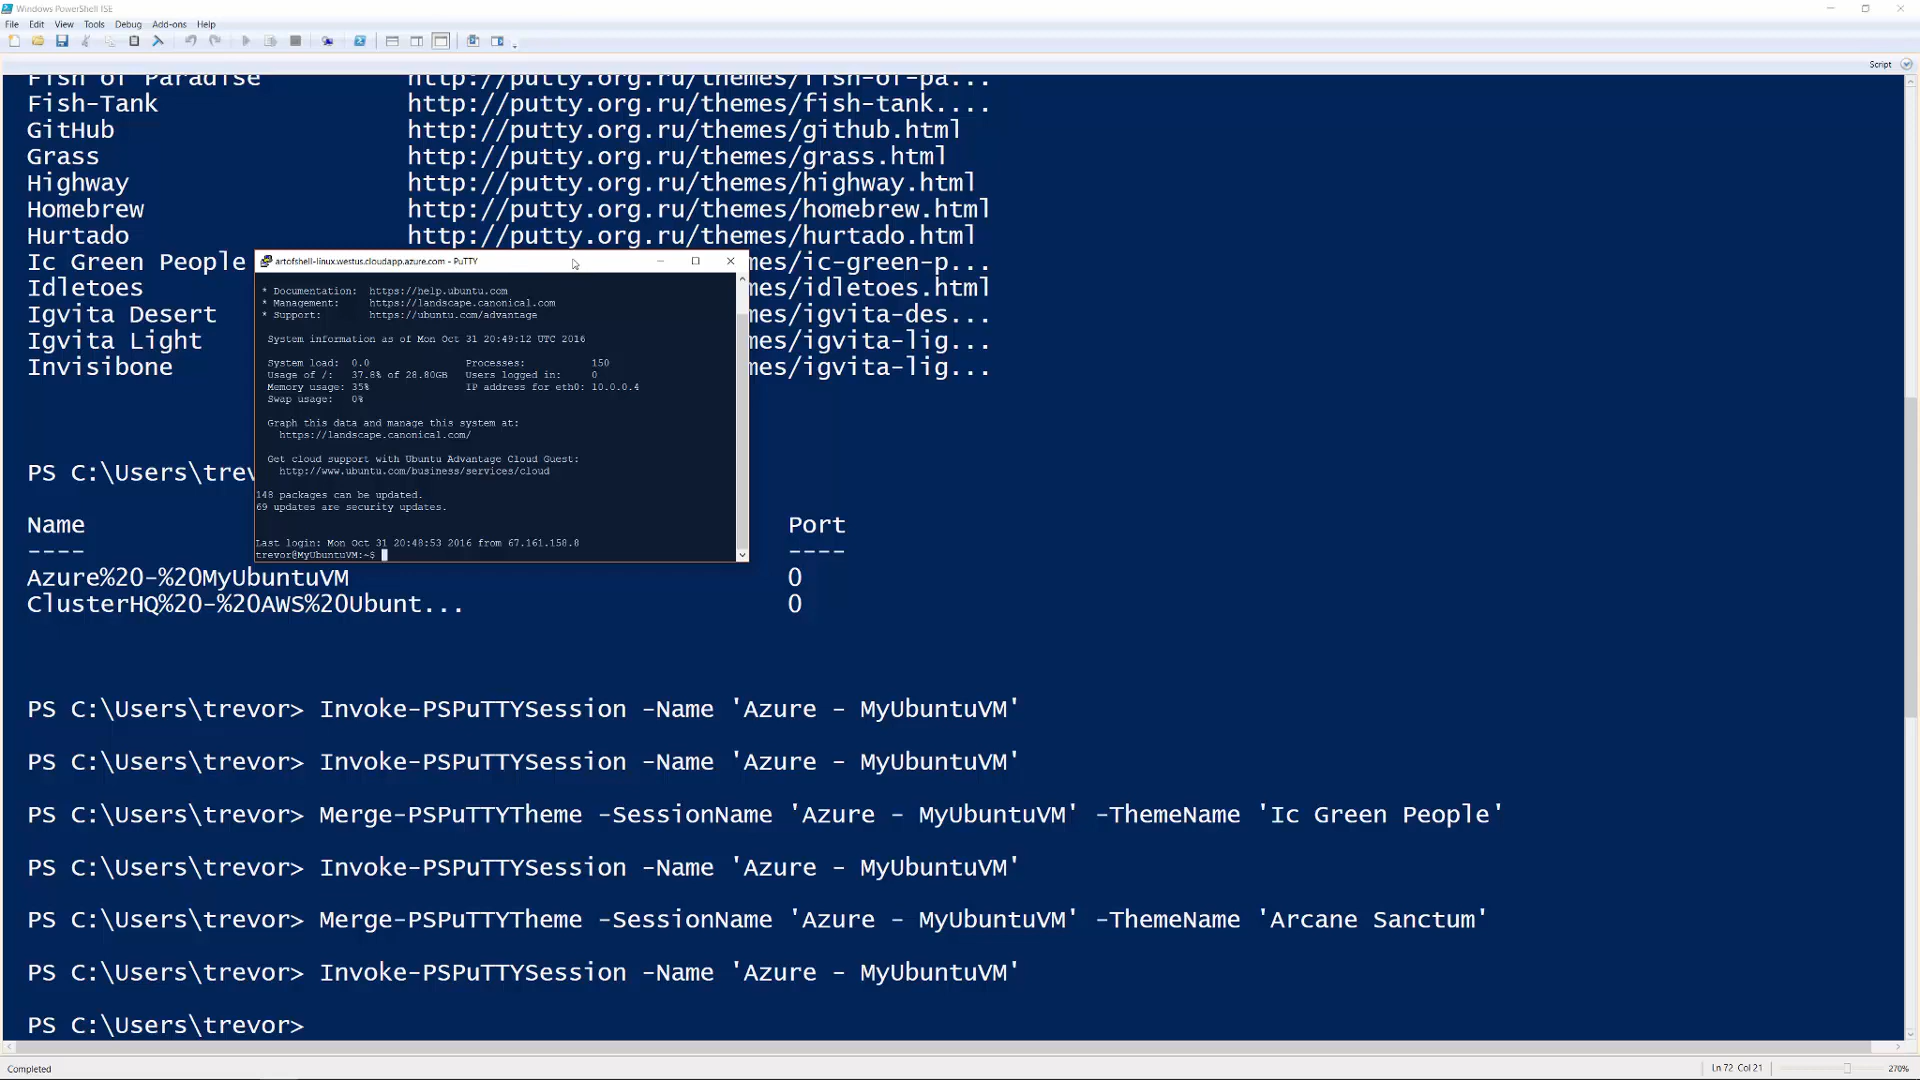 Windows PowerShell ISE
File Edit View Tools Debug Add-ons Help
Script
Fish of Paradise http://putty.org.ru/themes/fish-of-pa...
Fish-Tank http://putty.org.ru/themes/fish-tank....
GitHub http://putty.org.ru/themes/github.html
Grass http://putty.org.ru/themes/grass.html
Highway http://putty.org.ru/themes/highway.html
Homebrew http://putty.org.ru/themes/homebrew.html
Hurtado http://putty.org.ru/themes/hurtado.html
Ic Green People mes/ic-green-p...
Idletoes mes/idletoes.html
Igvita Desert mes/igvita-des...
Igvita Light mes/igvita-lig...
Invisibone mes/igvita-lig...
artofshell-linux.westus.cloudapp.azure.com - PuTTY
* Documentation: https://help.ubuntu.com
* Management: https://landscape.canonical.com
* Support: https://ubuntu.com/advantage
System information as of Mon Oct 31 20:49:12 UTC 2016
System load: 0.0 Processes: 150
Usage of /: 37.8% of 28.80GB Users logged in: 0
Memory usage: 35% IP address for eth0: 10.0.0.4
Swap usage: 0%
Graph this data and manage this system at:
https://landscape.canonical.com/
Get cloud support with Ubuntu Advantage Cloud Guest:
http://www.ubuntu.com/business/services/cloud
148 packages can be updated.
69 updates are security updates.
Last login: Mon Oct 31 20:48:53 2016 from 67.161.158.8
trevor@MyUbuntuVM:~$
PS C:\Users\trev
Name Port
---- ----
Azure%20-%20MyUbuntuVM 0
ClusterHQ%20-%20AWS%20Ubunt... 0
PS C:\Users\trevor> Invoke-PSPuTTYSession -Name 'Azure - MyUbuntuVM'
PS C:\Users\trevor> Invoke-PSPuTTYSession -Name 'Azure - MyUbuntuVM'
PS C:\Users\trevor> Merge-PSPuTTYTheme -SessionName 'Azure - MyUbuntuVM' -ThemeName 'Ic Green People'
PS C:\Users\trevor> Invoke-PSPuTTYSession -Name 'Azure - MyUbuntuVM'
PS C:\Users\trevor> Merge-PSPuTTYTheme -SessionName 'Azure - MyUbuntuVM' -ThemeName 'Arcane Sanctum'
PS C:\Users\trevor> Invoke-PSPuTTYSession -Name 'Azure - MyUbuntuVM'
PS C:\Users\trevor>
Completed Ln 72 Col 21 270%